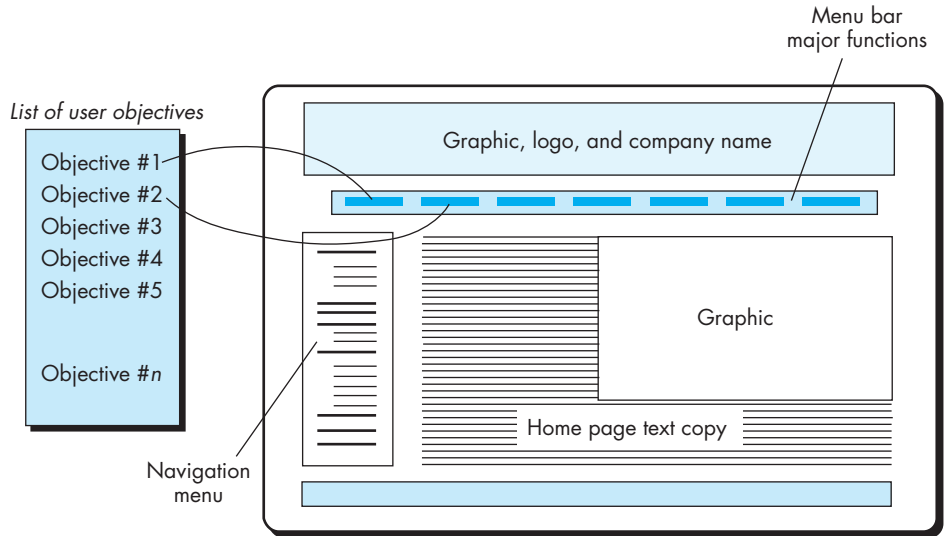 Menu bar
major functions
List of user objectives
Objective #1
Objective #2
Objective #3
Objective #4
Objective #5
Objective #n
Graphic, logo, and company name
Graphic
Home page text copy
Navigation
menu